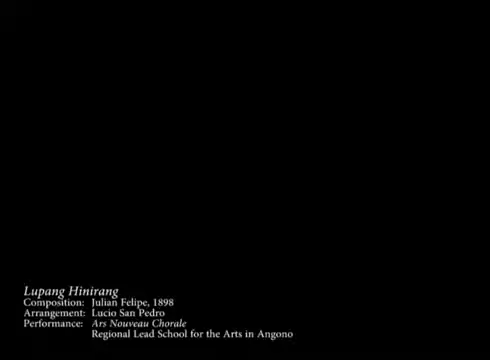 Lupang Hinirang
Composition: Julian Felipe, 1898
Arrangement: Lucio San Pedro
Performance: Ars Nouveau Chorale
Regional Lead School for the Arts in Angono